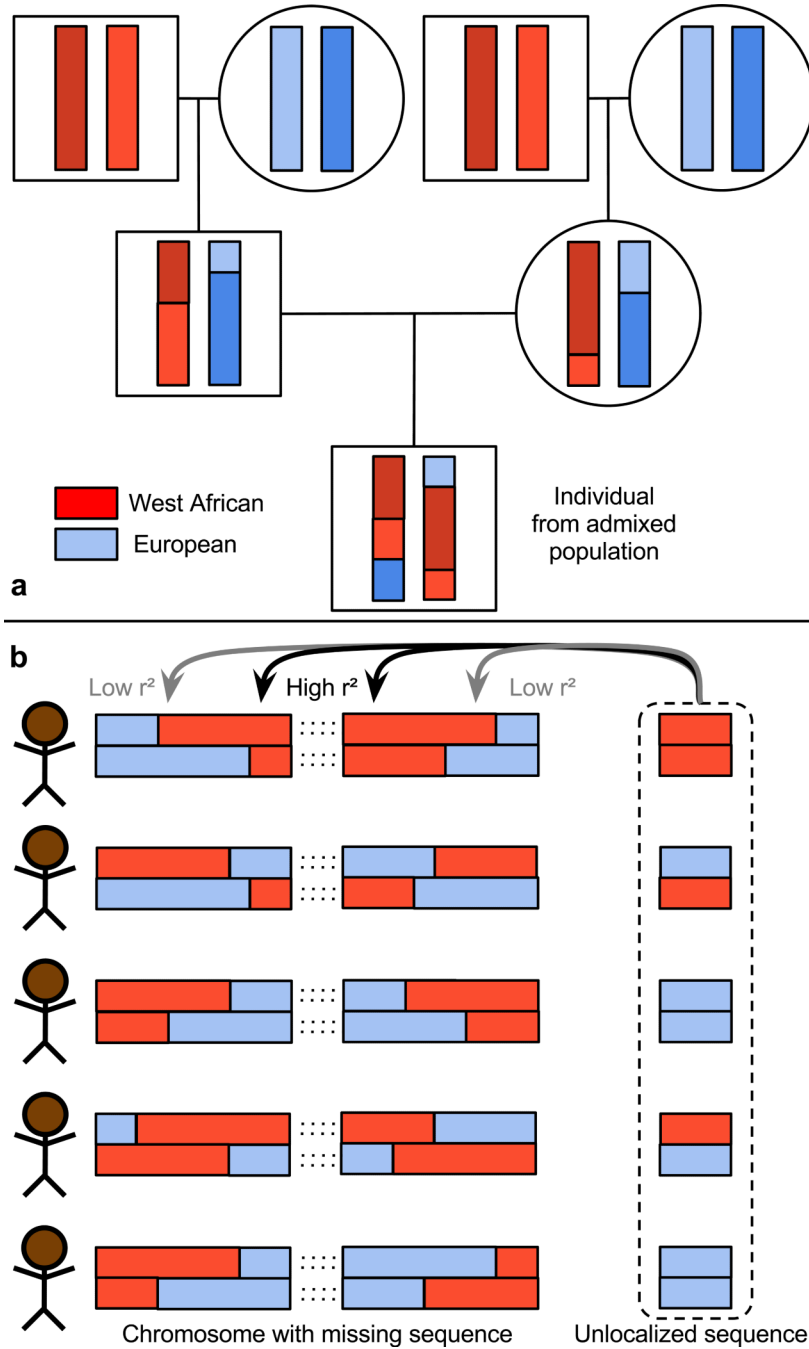 West African
European
Individual
from admixed
population
a
b
Low r²
High r²
Low r²
Chromosome with missing sequence
Unlocalized sequence